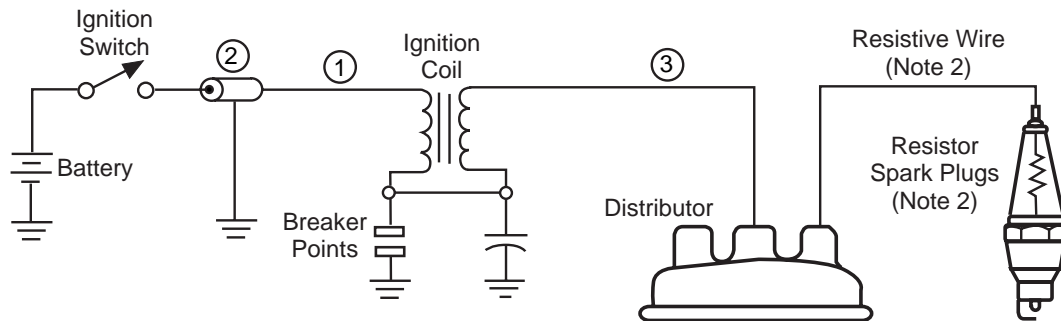 Ignition
Switch
2
1
Ignition
Coil
3
Resistive Wire
(Note 2)
Battery
Breaker
Points
Distributor
Resistor
Spark Plugs
(Note 2)